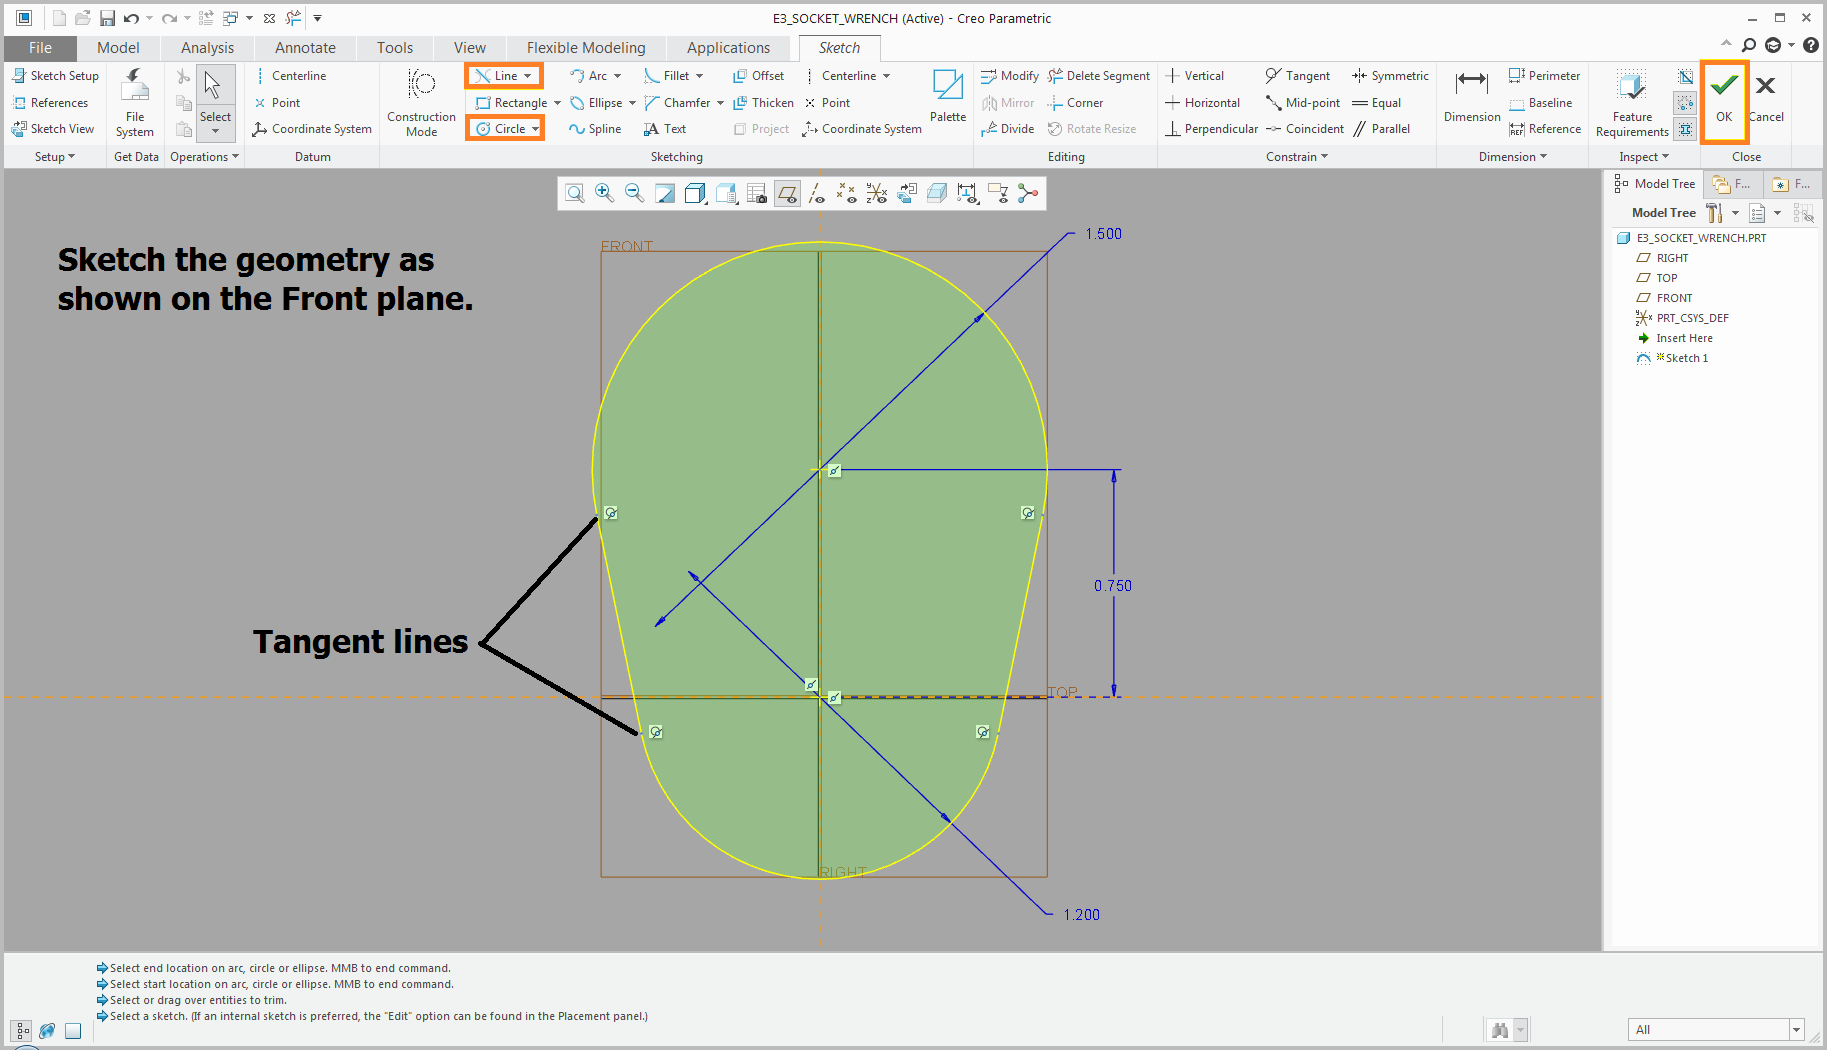 E3_SOCKET_WRENCH (Active) - Creo Parametric
File Model Analysis Annotate Tools View Flexible Modeling Applications Sketch
Sketch Setup Centerline Line Arc Fillet Offset Centerline Modify Delete Segment Vertical Tangent Symmetric Perimeter
References Point Rectangle Ellipse Chamfer Thicken Point Mirror Corner Horizontal Mid-point Equal Baseline
Sketch View File System Select Coordinate System Construction Mode Circle Spline Text Project Coordinate System Palette Divide Rotate Resize Perpendicular Coincident Parallel Dimension Reference Feature Requirements OK Cancel
Setup Get Data Operations Datum Sketching Editing Constrain Dimension Inspect Close
Model Tree F... F...
Model Tree
E3_SOCKET_WRENCH.PRT
RIGHT
TOP
FRONT
PRT_CSYS_DEF
Insert Here
Sketch 1
Sketch the geometry as
shown on the Front plane.
FRONT
1.500
0.750
Tangent lines
TOP
RIGHT
1.200
Select end location on arc, circle or ellipse. MMB to end command.
Select start location on arc, circle or ellipse. MMB to end command.
Select or drag over entities to trim.
Select a sketch. (If an internal sketch is preferred, the "Edit" option can be found in the Placement panel.)
All